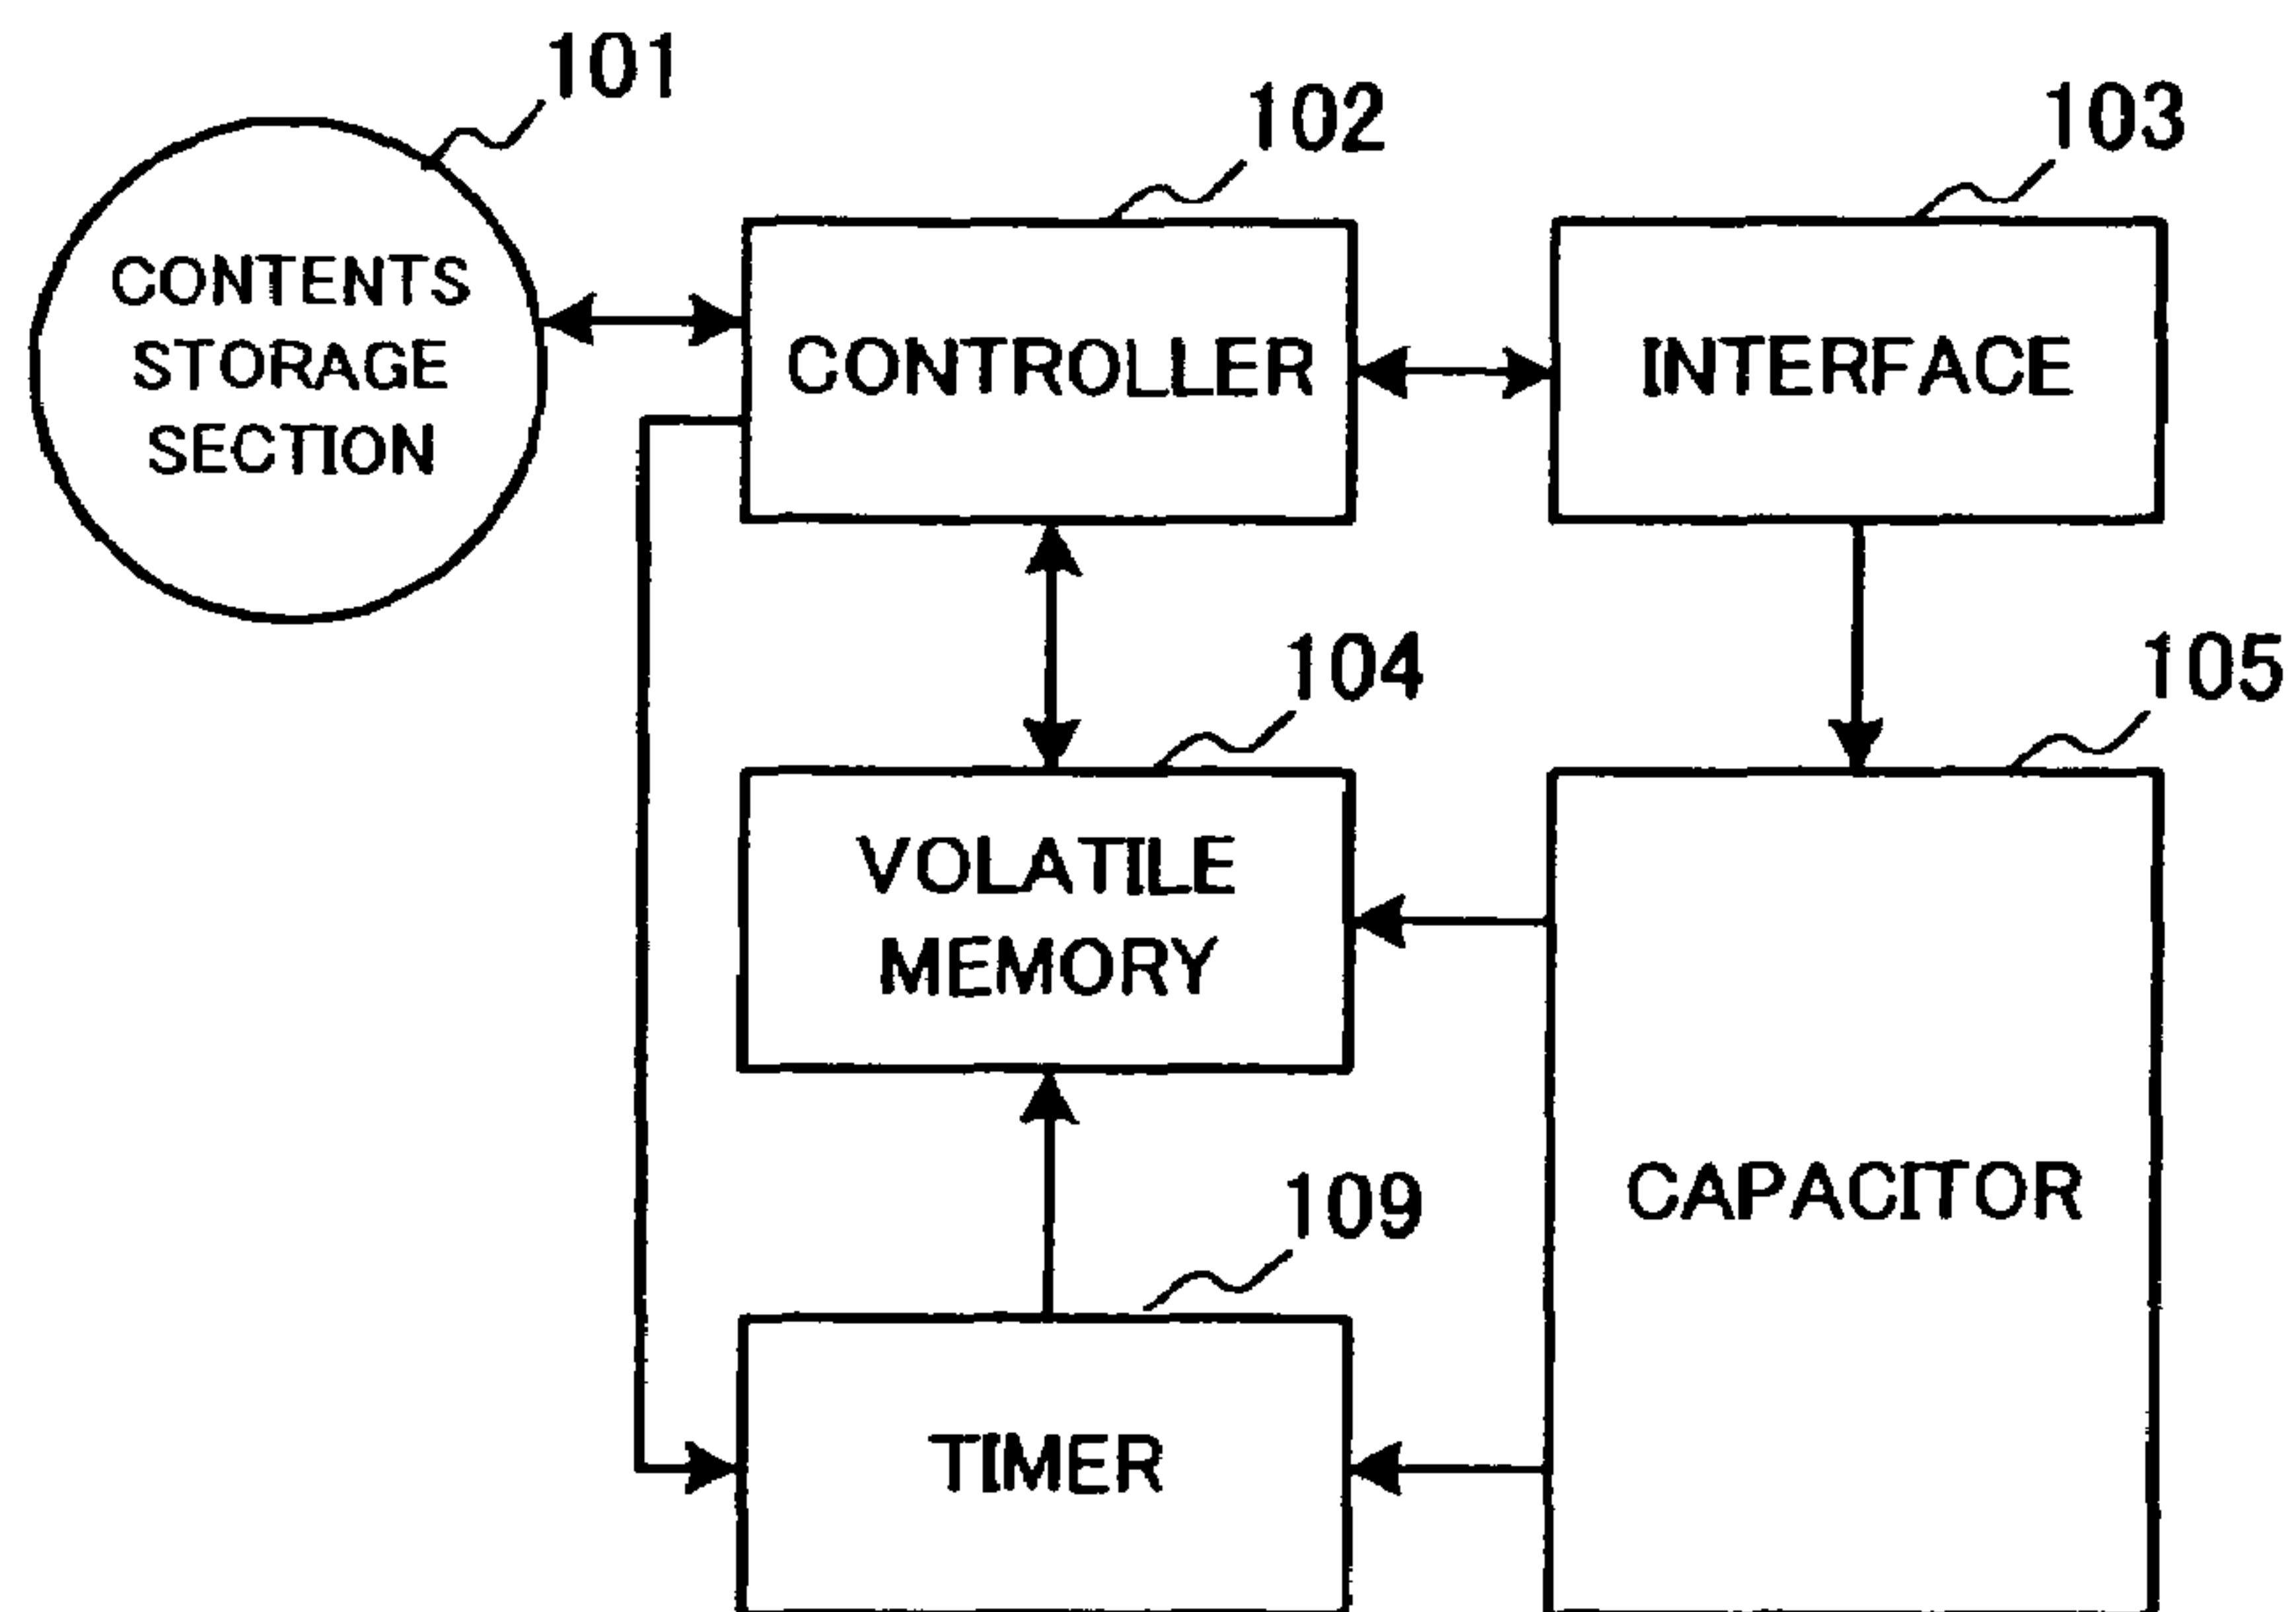 101
102
103
CONTENTS
STORAGE
SECTION
CONTROLLER
INTERFACE
104
105
VOLATILE
MEMORY
CAPACITOR
109
TIMER